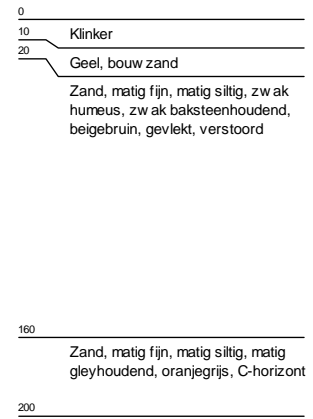 0
10
Klinker
20
Geel, bouw zand
Zand, matig fijn, matig siltig, zw ak
humeus, zw ak baksteenhoudend,
beigebruin, gevlekt, verstoord
160
Zand, matig fijn, matig siltig, matig
gleyhoudend, oranjegrijs, C-horizont
200